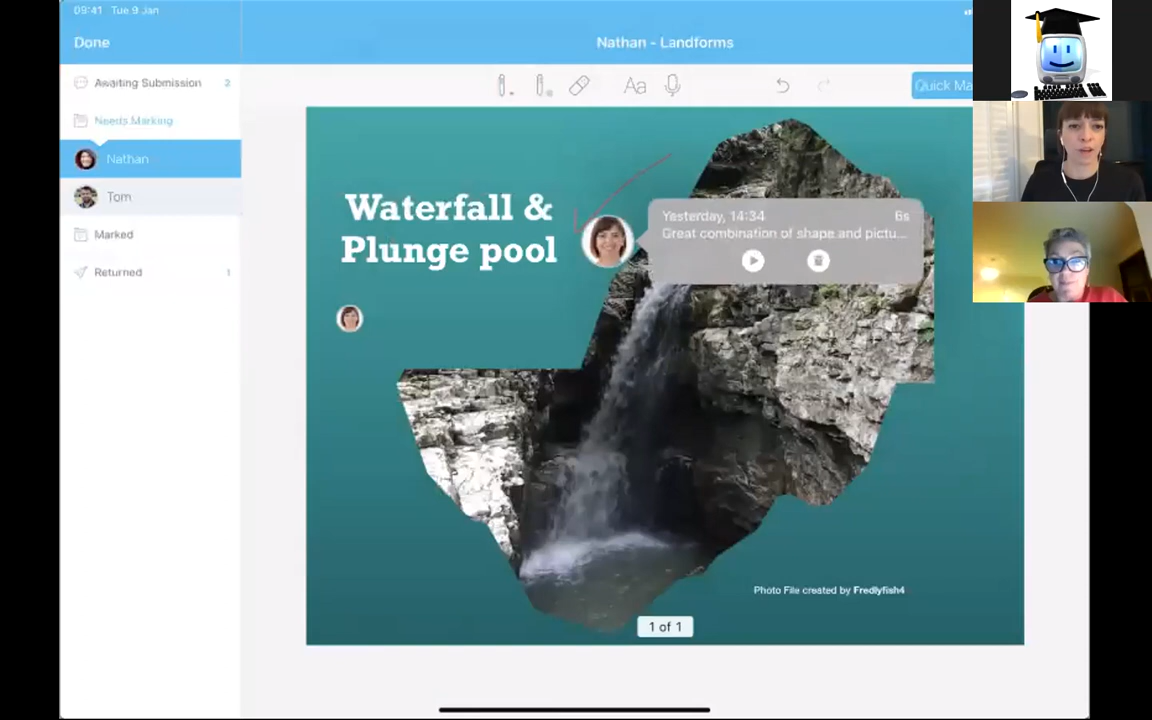 09:41 Tue 9 Jan
Done
Nathan - Landforms
Awaiting Submission 2
Needs Marking
Nathan
Tom
Marked
Returned 1
Aa
Quick Ma
Waterfall &
Plunge pool
Yesterday, 14:34 6s
Great combination of shape and pictu...
Photo File created by Fredlyfish4
1 of 1